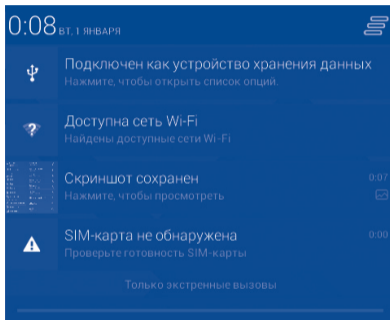 0:08 ВТ, 1 ЯНВАРЯ
Подключен как устройство хранения данных
Нажмите, чтобы открыть список опций.
Доступна сеть Wi-Fi
Найдены доступные сети Wi-Fi
Скриншот сохранен 0:07
Нажмите, чтобы просмотреть
SIM-карта не обнаружена 0:00
Проверьте готовность SIM-карты
Только экстренные вызовы